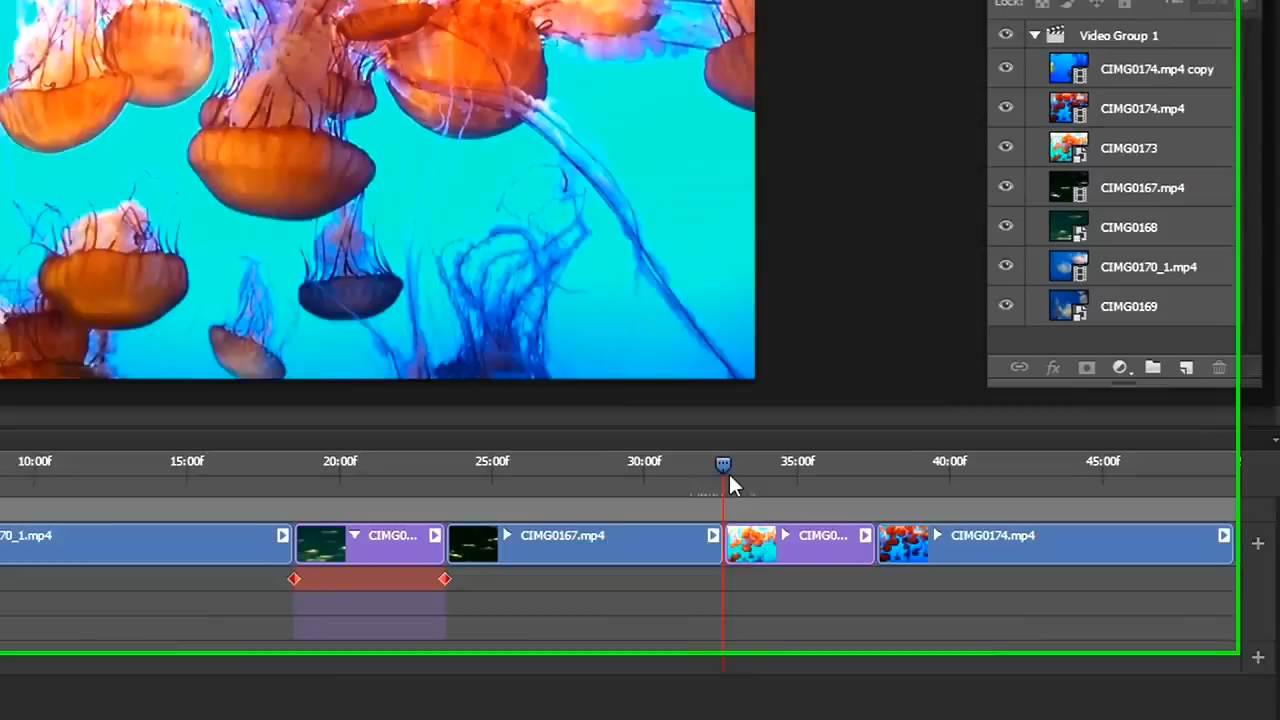 Lock:
Video Group 1
CIMG0174.mp4 copy
CIMG0174.mp4
CIMG0173
CIMG0167.mp4
CIMG0168
CIMG0170_1.mp4
CIMG0169
fx
10:00f 15:00f 20:00f 25:00f 30:00f 35:00f 40:00f 45:00f
70_1.mp4 CIMG0... CIMG0167.mp4 CIMG0... CIMG0174.mp4